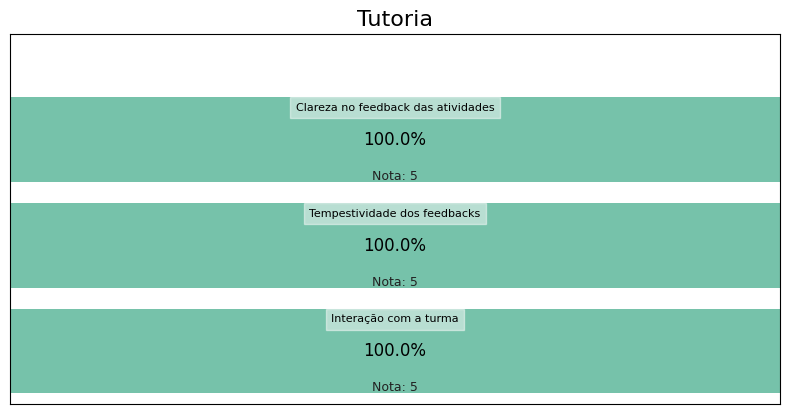 Tutoria
Clareza no feedback das atividades
100.0%
Nota: 5
Tempestividade dos feedbacks
100.0%
Nota: 5
Interação com a turma
100.0%
Nota: 5